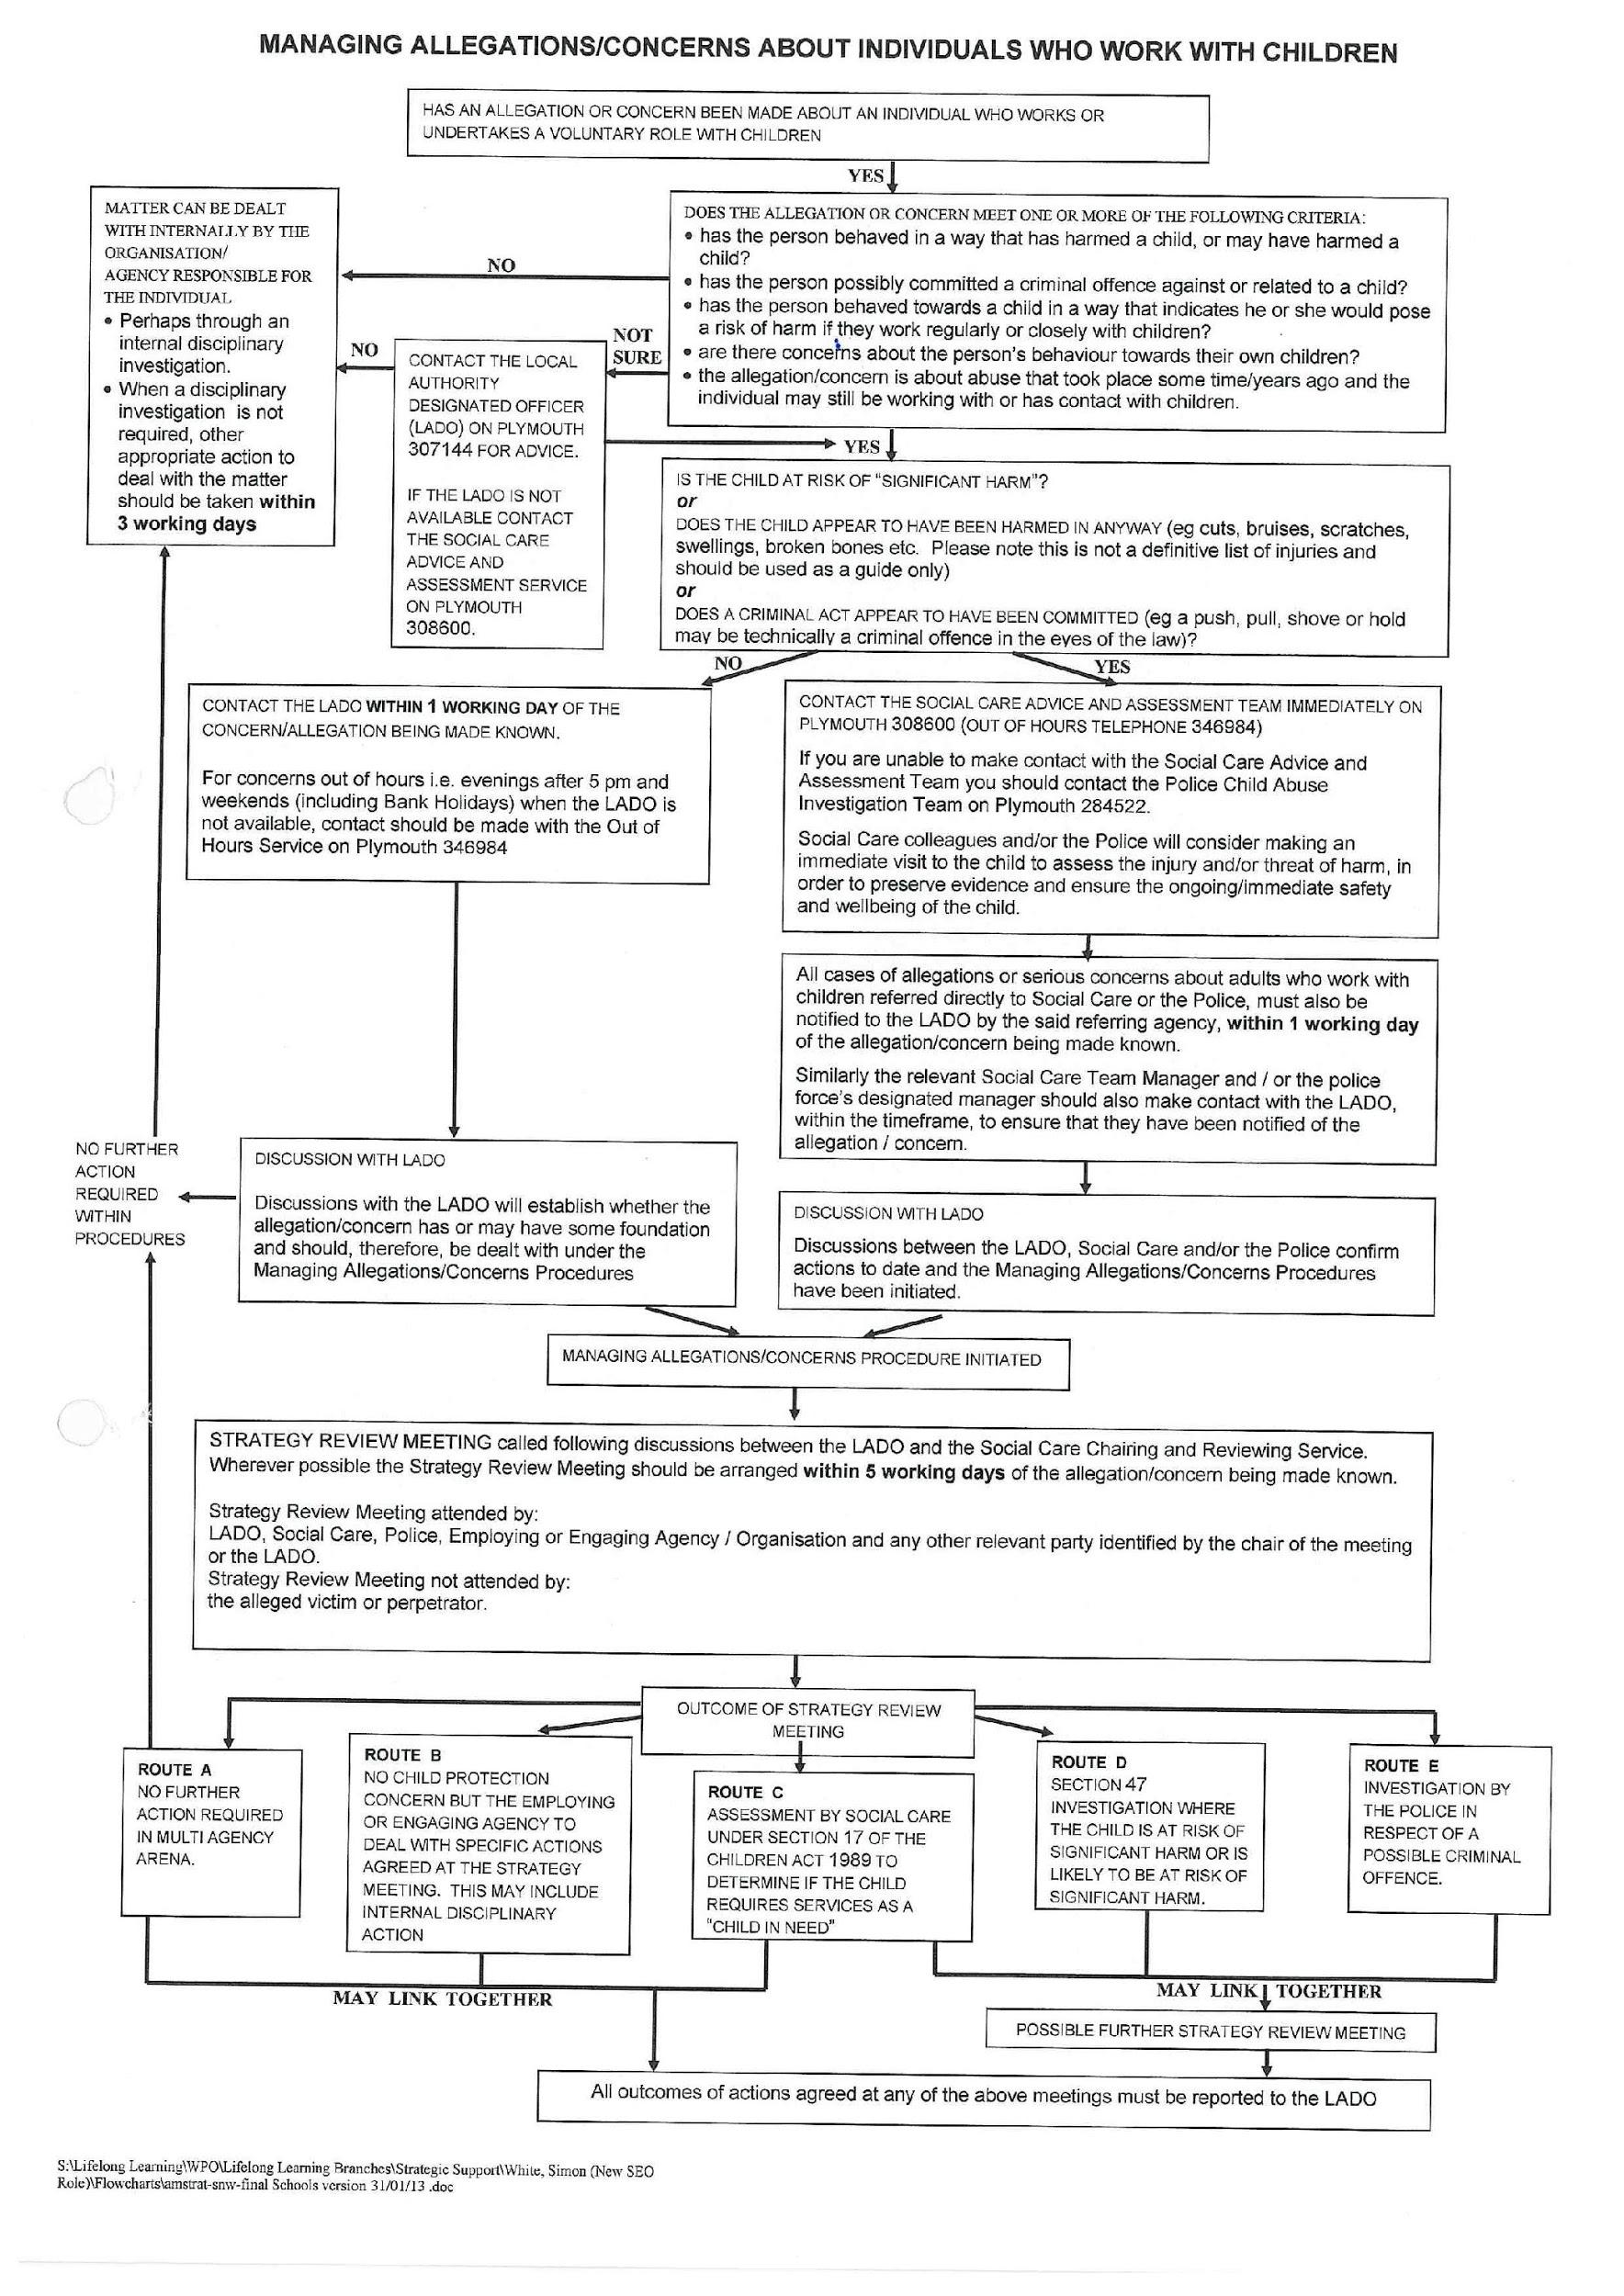 MANAGING ALLEGATIONS/CONCERNS ABOUT INDIVIDUALS WHO WORK WITH CHILDREN
HAS AN ALLEGATION OR CONCERN BEEN MADE ABOUT AN INDIVIDUAL WHO WORKS OR
UNDERTAKES A VOLUNTARY ROLE WITH CHILDREN
YES
DOES THE ALLEGATION OR CONCERN MEET ONE OR MORE OF THE FOLLOWING CRITERIA:
• has the person behaved in a way that has harmed a child, or may have harmed a
child?
• has the person possibly committed a criminal offence against or related to a child?
• has the person behaved towards a child in a way that indicates he or she would pose
a risk of harm if they work regularly or closely with children?
• are there concerns about the person's behaviour towards their own children?
• the allegation/concern is about abuse that took place some time/years ago and the
individual may still be working with or has contact with children.
NO
MATTER CAN BE DEALT
WITH INTERNALLY BY THE
ORGANISATION/
AGENCY RESPONSIBLE FOR
THE INDIVIDUAL
• Perhaps through an
internal disciplinary
investigation.
• When a disciplinary
investigation is not
required, other
appropriate action to
deal with the matter
should be taken within
3 working days
NOT
SURE
NO
CONTACT THE LOCAL
AUTHORITY
DESIGNATED OFFICER
(LADO) ON PLYMOUTH
307144 FOR ADVICE.
IF THE LADO IS NOT
AVAILABLE CONTACT
THE SOCIAL CARE
ADVICE AND
ASSESSMENT SERVICE
ON PLYMOUTH
308600.
YES
IS THE CHILD AT RISK OF "SIGNIFICANT HARM"?
or
DOES THE CHILD APPEAR TO HAVE BEEN HARMED IN ANYWAY (eg cuts, bruises, scratches,
swellings, broken bones etc. Please note this is not a definitive list of injuries and
should be used as a guide only)
or
DOES A CRIMINAL ACT APPEAR TO HAVE BEEN COMMITTED (eg a push, pull, shove or hold
may be technically a criminal offence in the eyes of the law)?
NO
YES
CONTACT THE LADO WITHIN 1 WORKING DAY OF THE
CONCERN/ALLEGATION BEING MADE KNOWN.
For concerns out of hours i.e. evenings after 5 pm and
weekends (including Bank Holidays) when the LADO is
not available, contact should be made with the Out of
Hours Service on Plymouth 346984
CONTACT THE SOCIAL CARE ADVICE AND ASSESSMENT TEAM IMMEDIATELY ON
PLYMOUTH 308600 (OUT OF HOURS TELEPHONE 346984)
If you are unable to make contact with the Social Care Advice and
Assessment Team you should contact the Police Child Abuse
Investigation Team on Plymouth 284522.
Social Care colleagues and/or the Police will consider making an
immediate visit to the child to assess the injury and/or threat of harm, in
order to preserve evidence and ensure the ongoing/immediate safety
and wellbeing of the child.
All cases of allegations or serious concerns about adults who work with
children referred directly to Social Care or the Police, must also be
notified to the LADO by the said referring agency, within 1 working day
of the allegation/concern being made known.
Similarly the relevant Social Care Team Manager and / or the police
force's designated manager should also make contact with the LADO,
within the timeframe, to ensure that they have been notified of the
allegation / concern.
NO FURTHER
ACTION
REQUIRED
WITHIN
PROCEDURES
DISCUSSION WITH LADO
Discussions with the LADO will establish whether the
allegation/concern has or may have some foundation
and should, therefore, be dealt with under the
Managing Allegations/Concerns Procedures
DISCUSSION WITH LADO
Discussions between the LADO, Social Care and/or the Police confirm
actions to date and the Managing Allegations/Concerns Procedures
have been initiated.
MANAGING ALLEGATIONS/CONCERNS PROCEDURE INITIATED
STRATEGY REVIEW MEETING called following discussions between the LADO and the Social Care Chairing and Reviewing Service.
Wherever possible the Strategy Review Meeting should be arranged within 5 working days of the allegation/concern being made known.
Strategy Review Meeting attended by:
LADO, Social Care, Police, Employing or Engaging Agency / Organisation and any other relevant party identified by the chair of the meeting
or the LADO.
Strategy Review Meeting not attended by:
the alleged victim or perpetrator.
OUTCOME OF STRATEGY REVIEW
MEETING
ROUTE A
NO FURTHER
ACTION REQUIRED
IN MULTI AGENCY
ARENA.
ROUTE B
NO CHILD PROTECTION
CONCERN BUT THE EMPLOYING
OR ENGAGING AGENCY TO
DEAL WITH SPECIFIC ACTIONS
AGREED AT THE STRATEGY
MEETING. THIS MAY INCLUDE
INTERNAL DISCIPLINARY
ACTION
ROUTE C
ASSESSMENT BY SOCIAL CARE
UNDER SECTION 17 OF THE
CHILDREN ACT 1989 TO
DETERMINE IF THE CHILD
REQUIRES SERVICES AS A
"CHILD IN NEED"
ROUTE D
SECTION 47
INVESTIGATION WHERE
THE CHILD IS AT RISK OF
SIGNIFICANT HARM OR IS
LIKELY TO BE AT RISK OF
SIGNIFICANT HARM.
ROUTE E
INVESTIGATION BY
THE POLICE IN
RESPECT OF A
POSSIBLE CRIMINAL
OFFENCE.
MAY LINK TOGETHER
MAY LINK TOGETHER
POSSIBLE FURTHER STRATEGY REVIEW MEETING
All outcomes of actions agreed at any of the above meetings must be reported to the LADO
S:\Lifelong Learning\WPO\Lifelong Learning Branches\Strategic Support\White, Simon (New SEO
Role)\Flowcharts\amstrat-snw-final Schools version 31/01/13 .doc